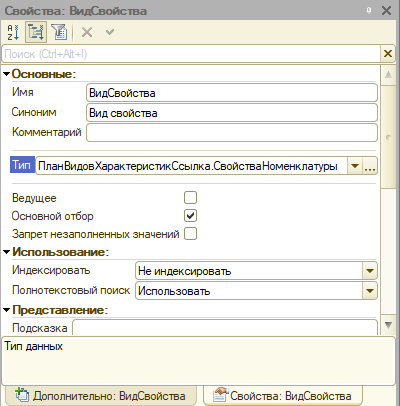 Свойства: ВидСвойства
Поиск (Ctrl+Alt+I)
Основные:
Имя ВидСвойства
Синоним Вид свойства
Комментарий
Тип ПланВидовХарактеристикСсылка.СвойстваНоменклатуры
Ведущее
Основной отбор
Запрет незаполненных значений
Использование:
Индексировать Не индексировать
Полнотекстовый поиск Использовать
Представление:
Подсказка
Тип данных
Дополнительно: ВидСвойства Свойства: ВидСвойства